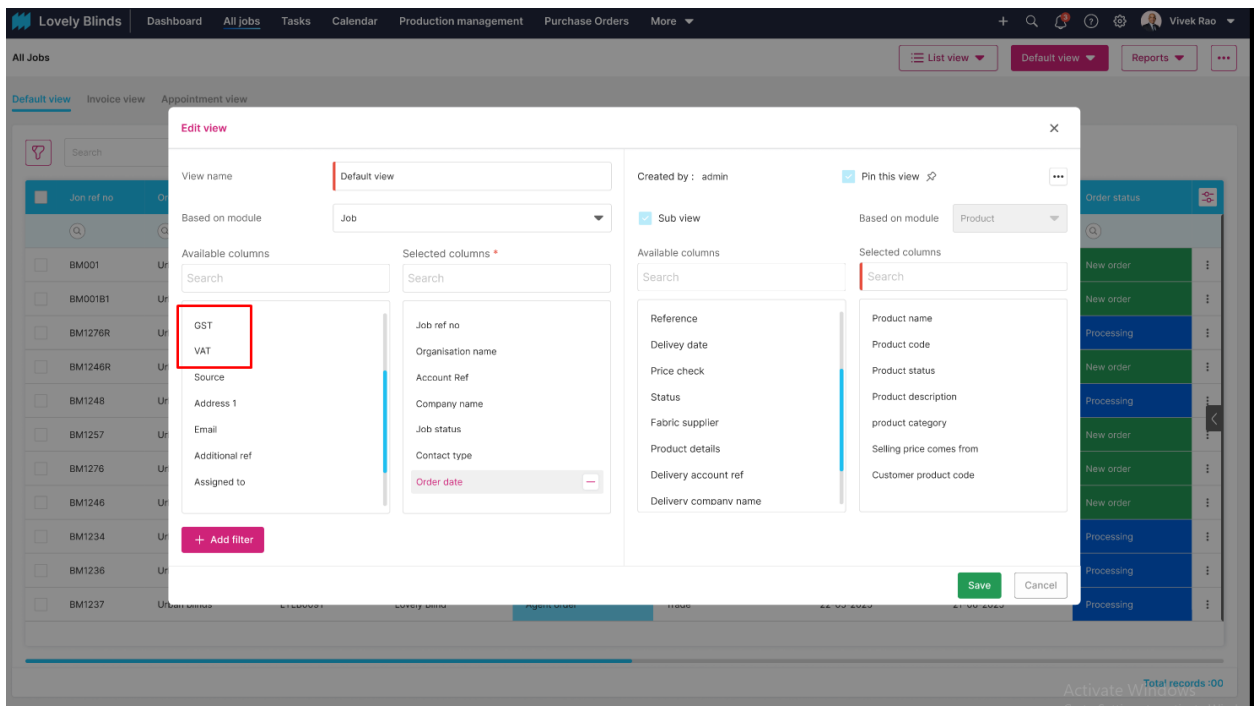 Lovely Blinds Dashboard All jobs Tasks Calendar Production management Purchase Orders More Vivek Rao
All Jobs List view Default view Reports
Default view Invoice view Appointment view
Edit view
Search
View name Default view Created by : admin Pin this view
Jon ref no Order status
Based on module Job Sub view Based on module Product
Available columns Selected columns * Available columns Selected columns
Search Search Search Search
BM001 New order
BM001B1 New order
BM1276R Processing
BM1246R New order
BM1248 Processing
BM1257 New order
BM1276 New order
BM1246 New order
BM1234 Processing
BM1236 Processing
BM1237 Urban blinds Lovely blind Agent order Trade Processing
GST
VAT
Source
Address 1
Email
Additional ref
Assigned to
Job ref no
Organisation name
Account Ref
Company name
Job status
Contact type
Order date
Reference
Delivey date
Price check
Status
Fabric supplier
Product details
Delivery account ref
Delivery company name
Product name
Product code
Product status
Product description
product category
Selling price comes from
Customer product code
+ Add filter
Save Cancel
Total records :00
Activate Windows